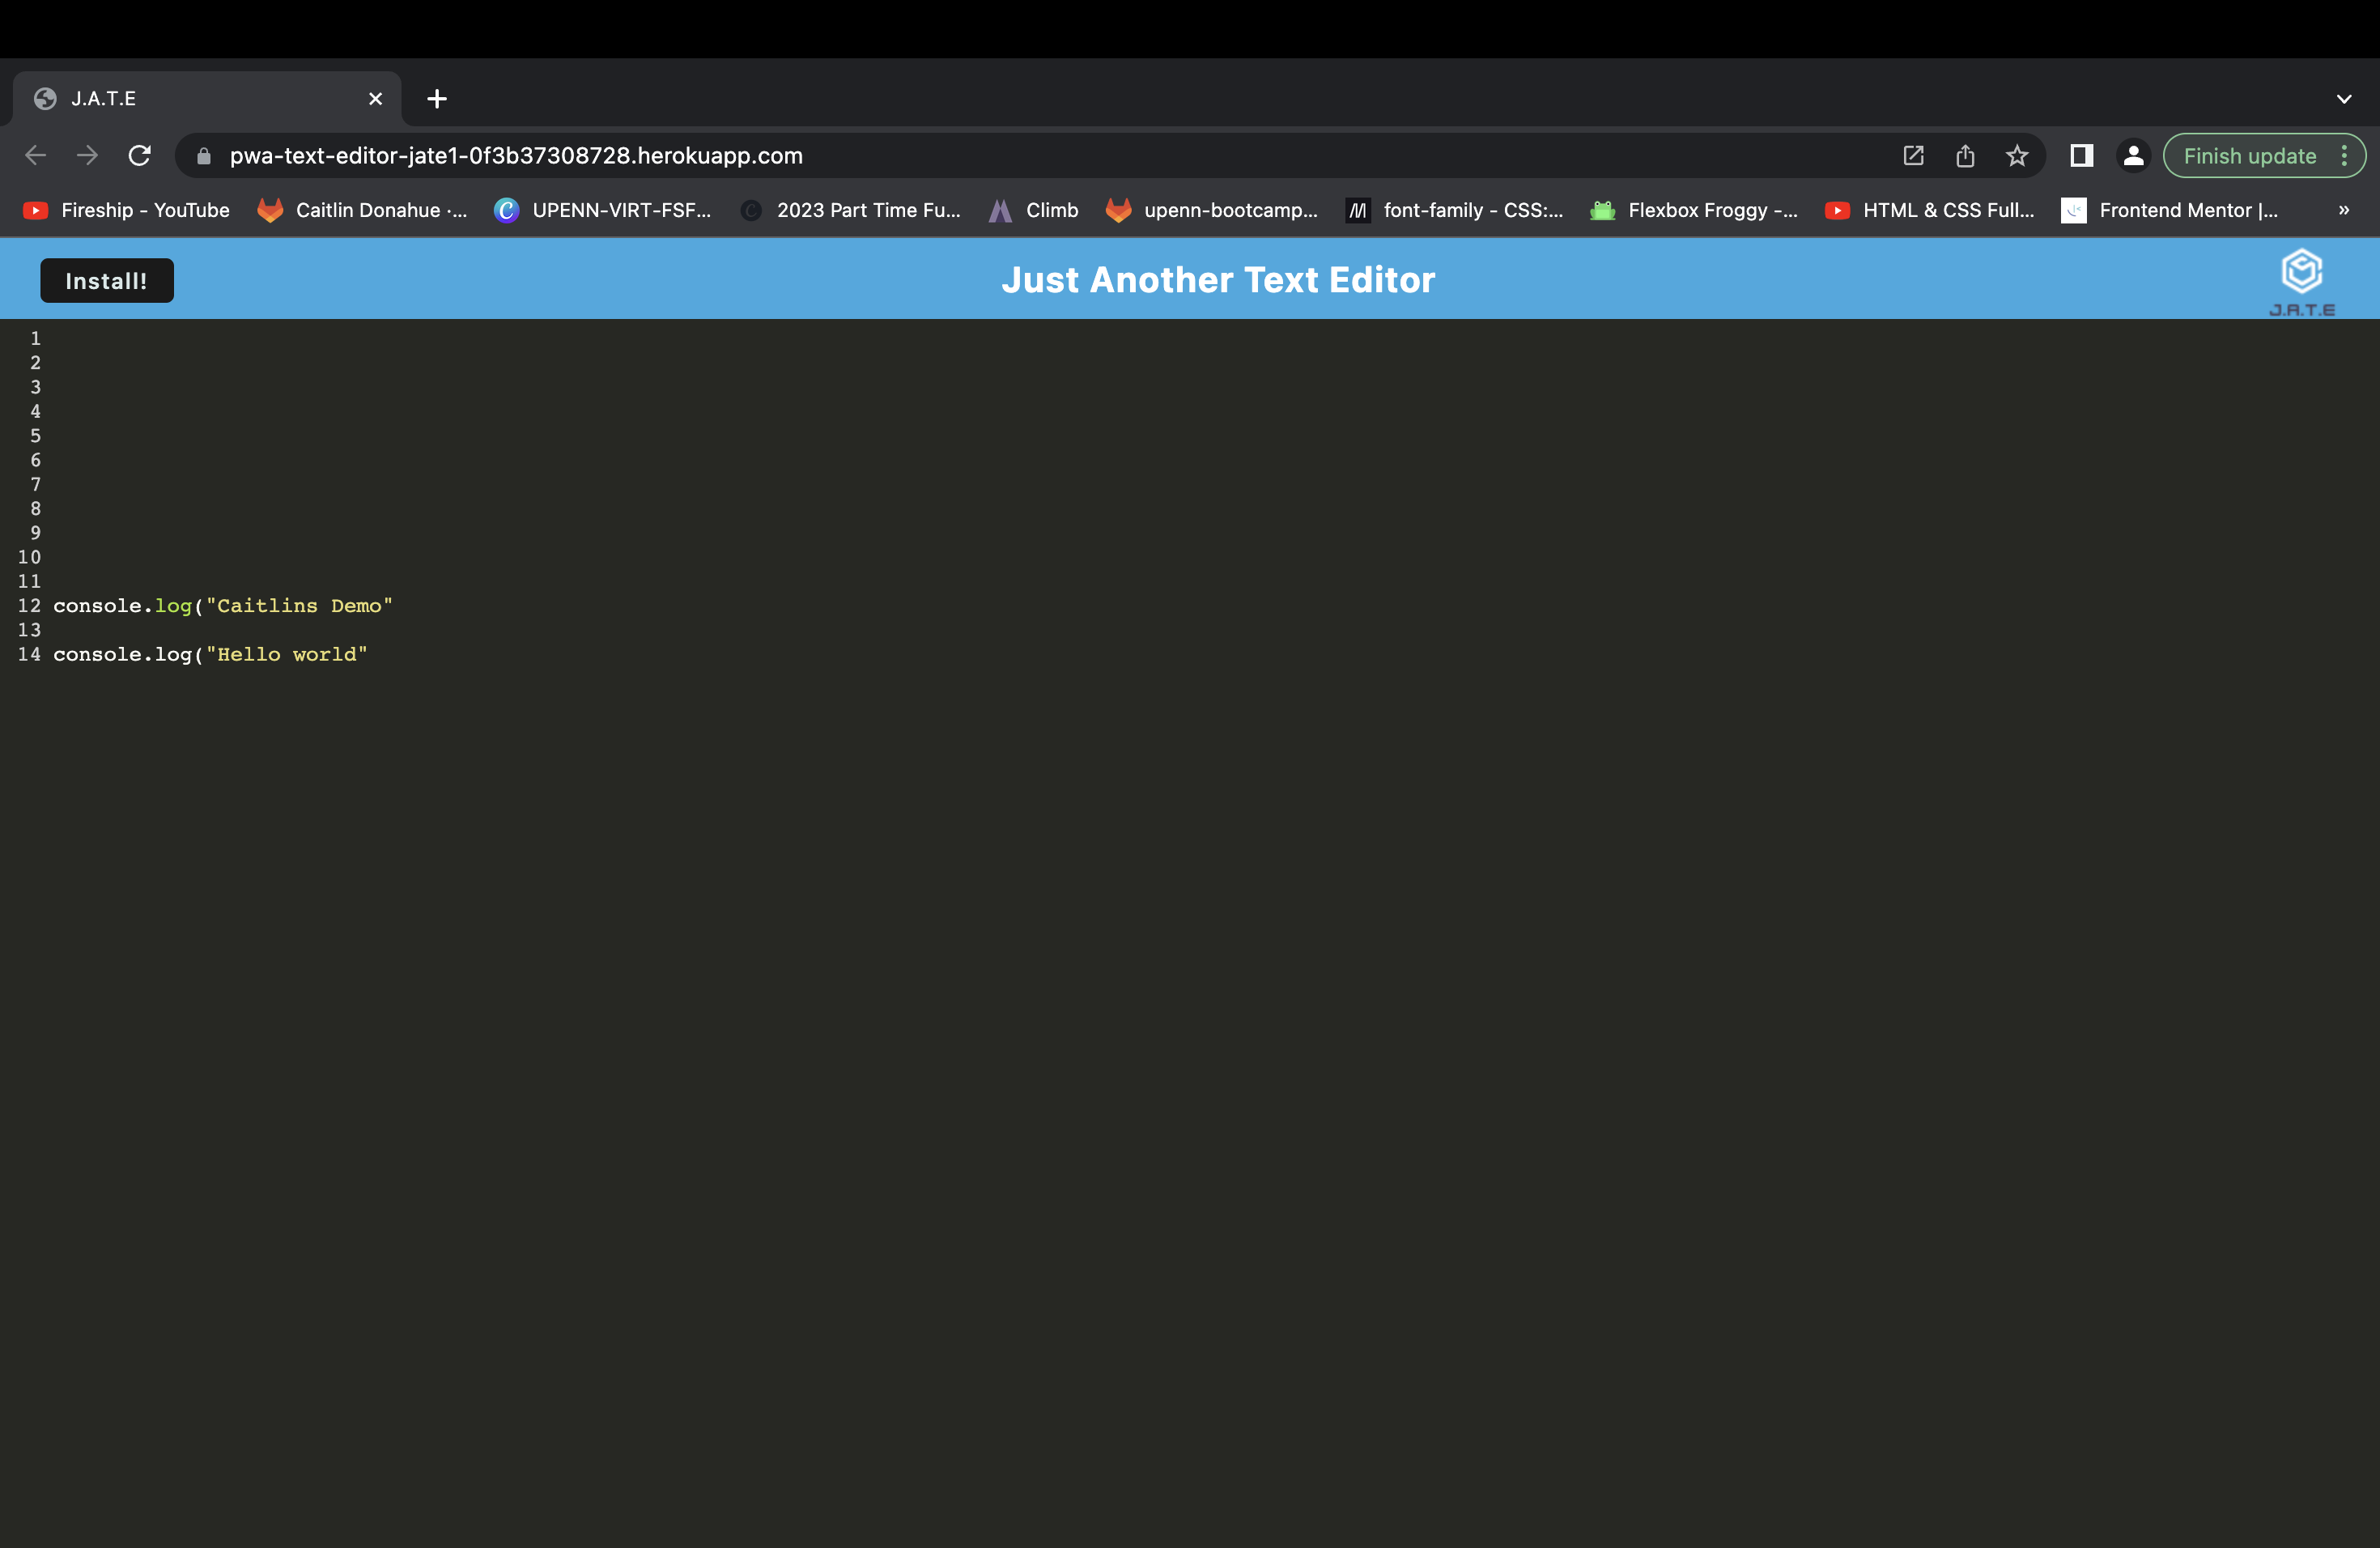 J.A.T.E
pwa-text-editor-jate1-0f3b37308728.herokuapp.com
Finish update
Fireship - YouTube Caitlin Donahue ·... UPENN-VIRT-FSF... 2023 Part Time Fu... Climb upenn-bootcamp... font-family - CSS:... Flexbox Froggy -... HTML & CSS Full... Frontend Mentor |... »
Install! Just Another Text Editor J.A.T.E
1
2
3
4
5
6
7
8
9
10
11
12 console.log("Caitlins Demo"
13
14 console.log("Hello world"